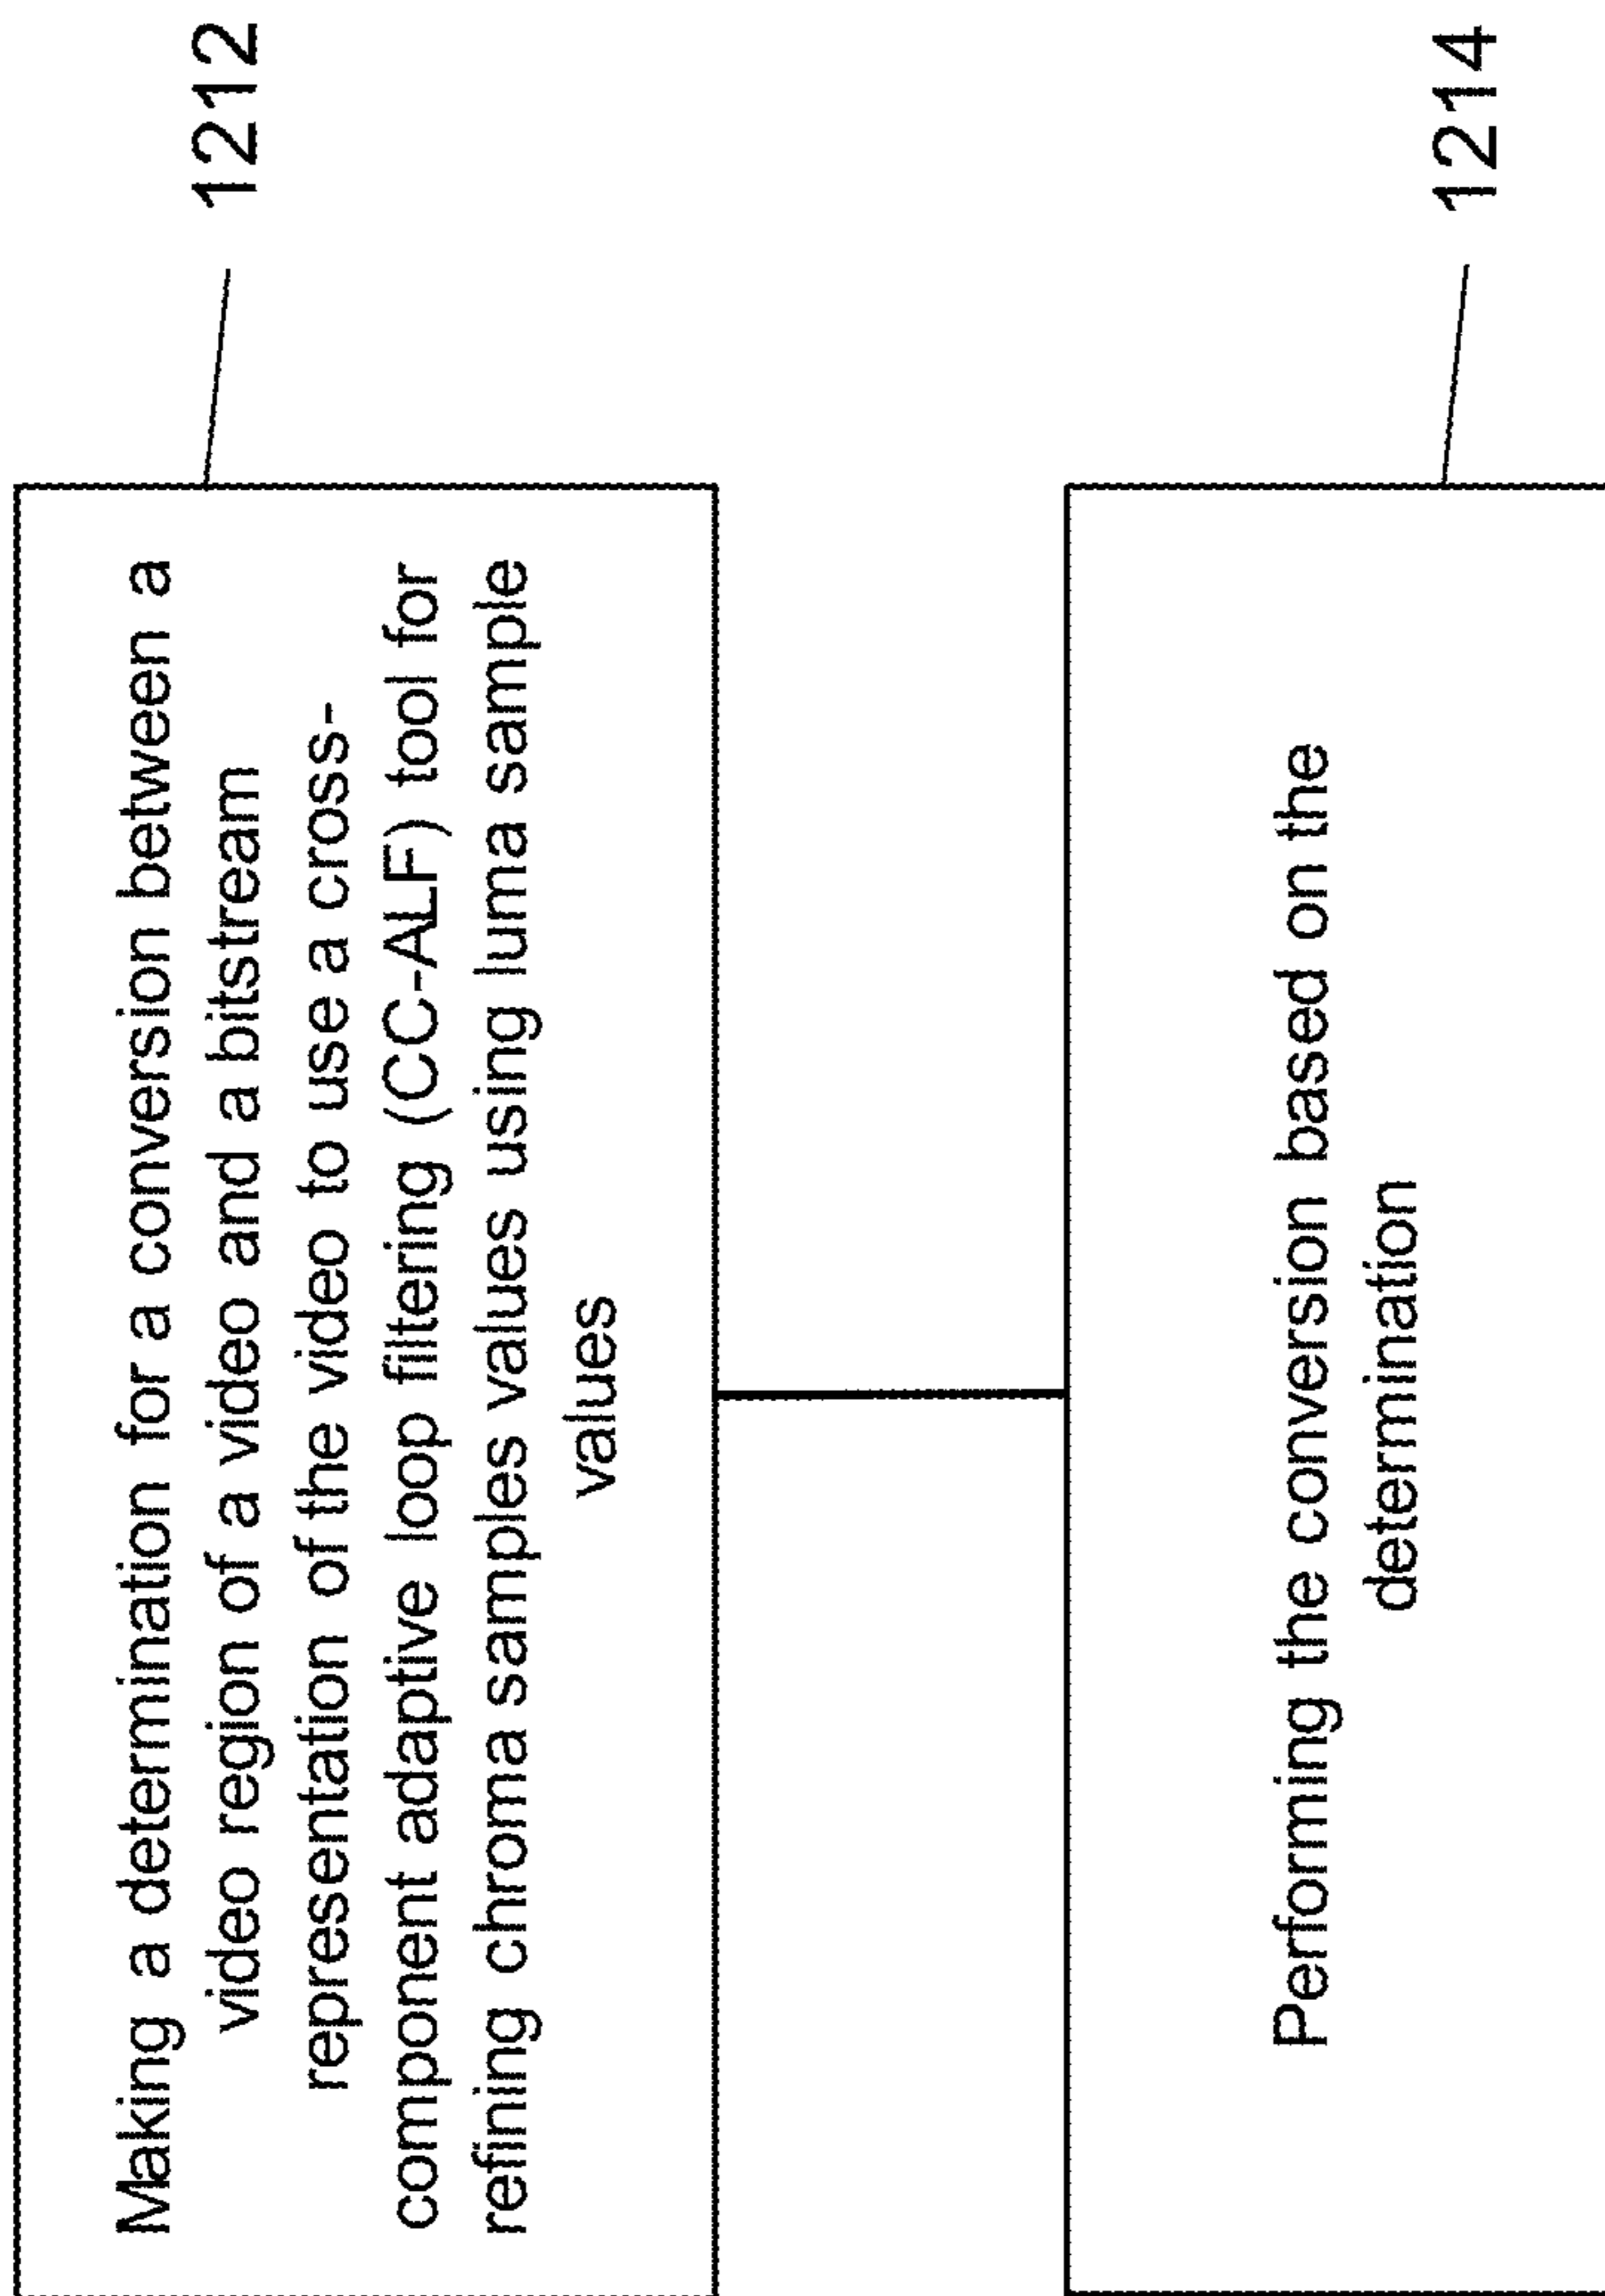 1212
Making a determination for a conversion between a
video region of a video and a bitstream
representation of the video to use a cross-
component adaptive loop filtering (CC-ALF) tool for
refining chroma samples values using luma sample
values
1214
Performing the conversion based on the
determination